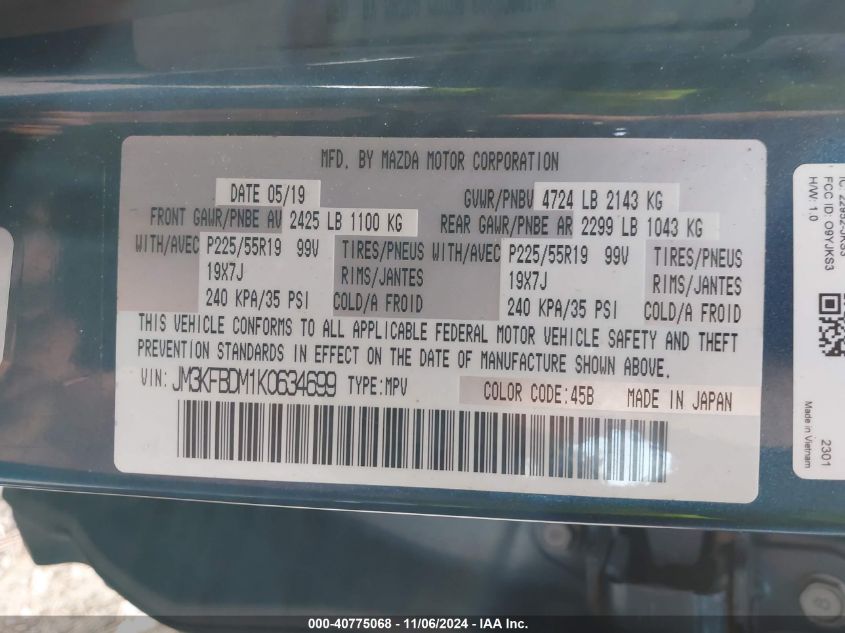 MFD. BY MAZDA MOTOR CORPORATION
DATE 05/19 GVWR/PNBV 4724 LB 2143 KG
FRONT GAWR/PNBE AV 2425 LB 1100 KG REAR GAWR/PNBE AR 2299 LB 1043 KG
WITH/AVEC P225/55R19 99V TIRES/PNEUS WITH/AVEC P225/55R19 99V TIRES/PNEUS
19X7J RIMS/JANTES 19X7J RIMS/JANTES
240 KPA/35 PSI COLD/A FROID 240 KPA/35 PSI COLD/A FROID
THIS VEHICLE CONFORMS TO ALL APPLICABLE FEDERAL MOTOR VEHICLE SAFETY AND THEFT
PREVENTION STANDARDS IN EFFECT ON THE DATE OF MANUFACTURE SHOWN ABOVE.
VIN: JM3KFBDM1K0634699 TYPE:MPV COLOR CODE:45B MADE IN JAPAN
FCC ID: O9YJKS3
H/W: 1.0
Made in Vietnam
2301
000-40775068 - 11/06/2024 - IAA Inc.